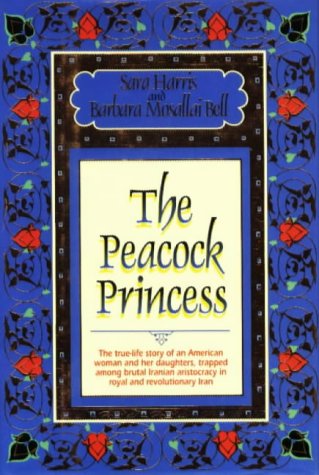 Sara Harris
and
Barbara Mosallaï Bell
The
Peacock
Princess
The true-life story of an American
woman and her daughters, trapped
among brutal Iranian aristocracy in
royal and revolutionary Iran